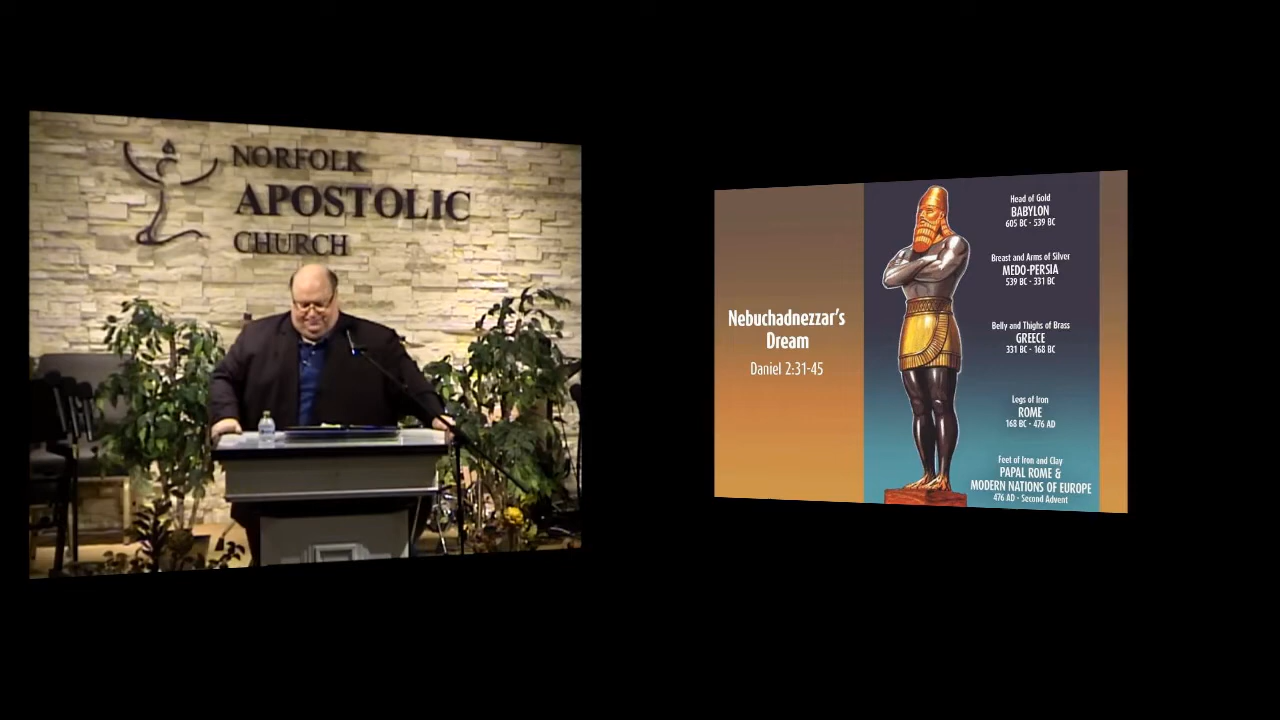 NORFOLK
APOSTOLIC
CHURCH
Nebuchadnezzar's
Dream
Daniel 2:31-45
Head of Gold
BABYLON
605 BC - 539 BC
Breast and Arms of Silver
MEDO-PERSIA
539 BC - 331 BC
Belly and Thighs of Brass
GREECE
331 BC - 168 BC
Legs of Iron
ROME
168 BC - 476 AD
Feet of Iron and Clay
PAPAL ROME &
MODERN NATIONS OF EUROPE
476 AD - Second Advent